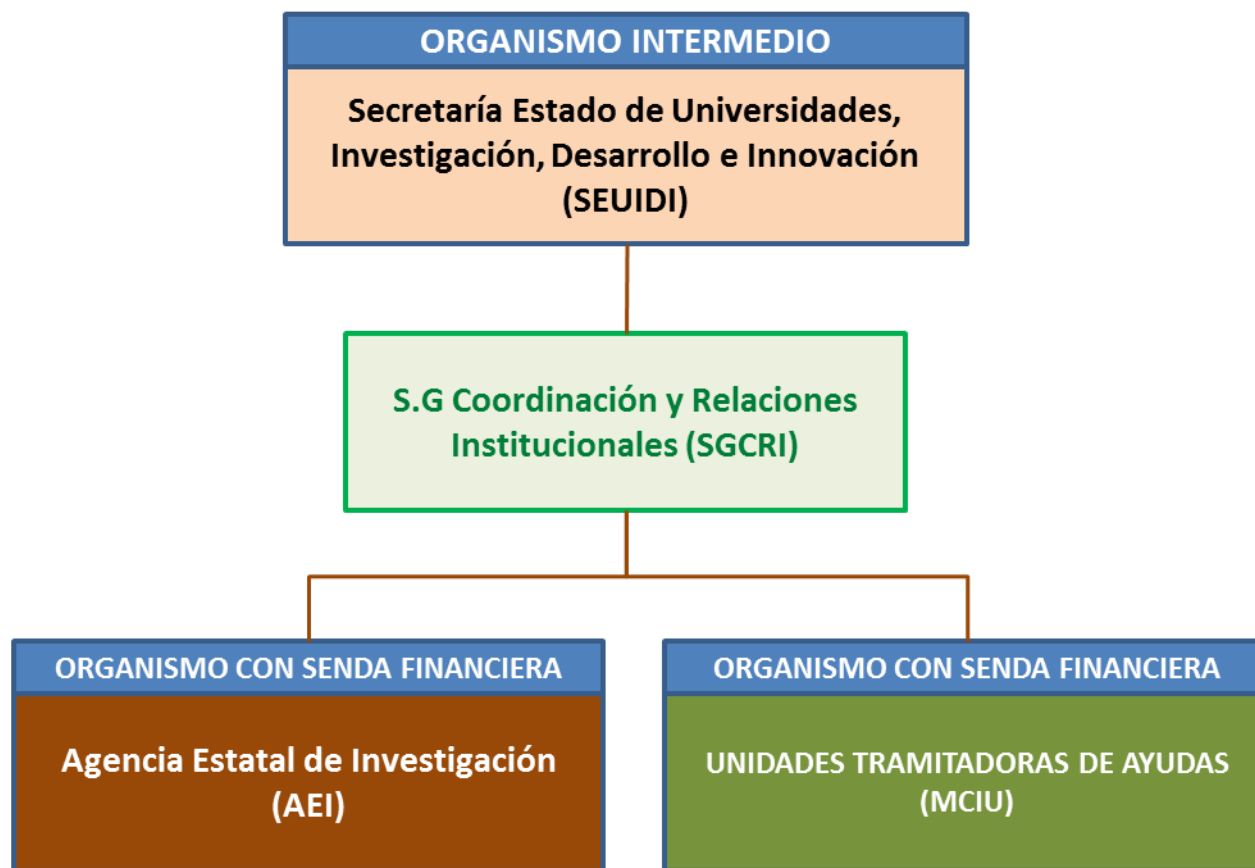 ORGANISMO INTERMEDIO
Secretaría Estado de Universidades,
Investigación, Desarrollo e Innovación
(SEUIDI)
S.G Coordinación y Relaciones
Institucionales (SGCRI)
ORGANISMO CON SENDA FINANCIERA
Agencia Estatal de Investigación
(AEI)
ORGANISMO CON SENDA FINANCIERA
UNIDADES TRAMITADORAS DE AYUDAS
(MCIU)